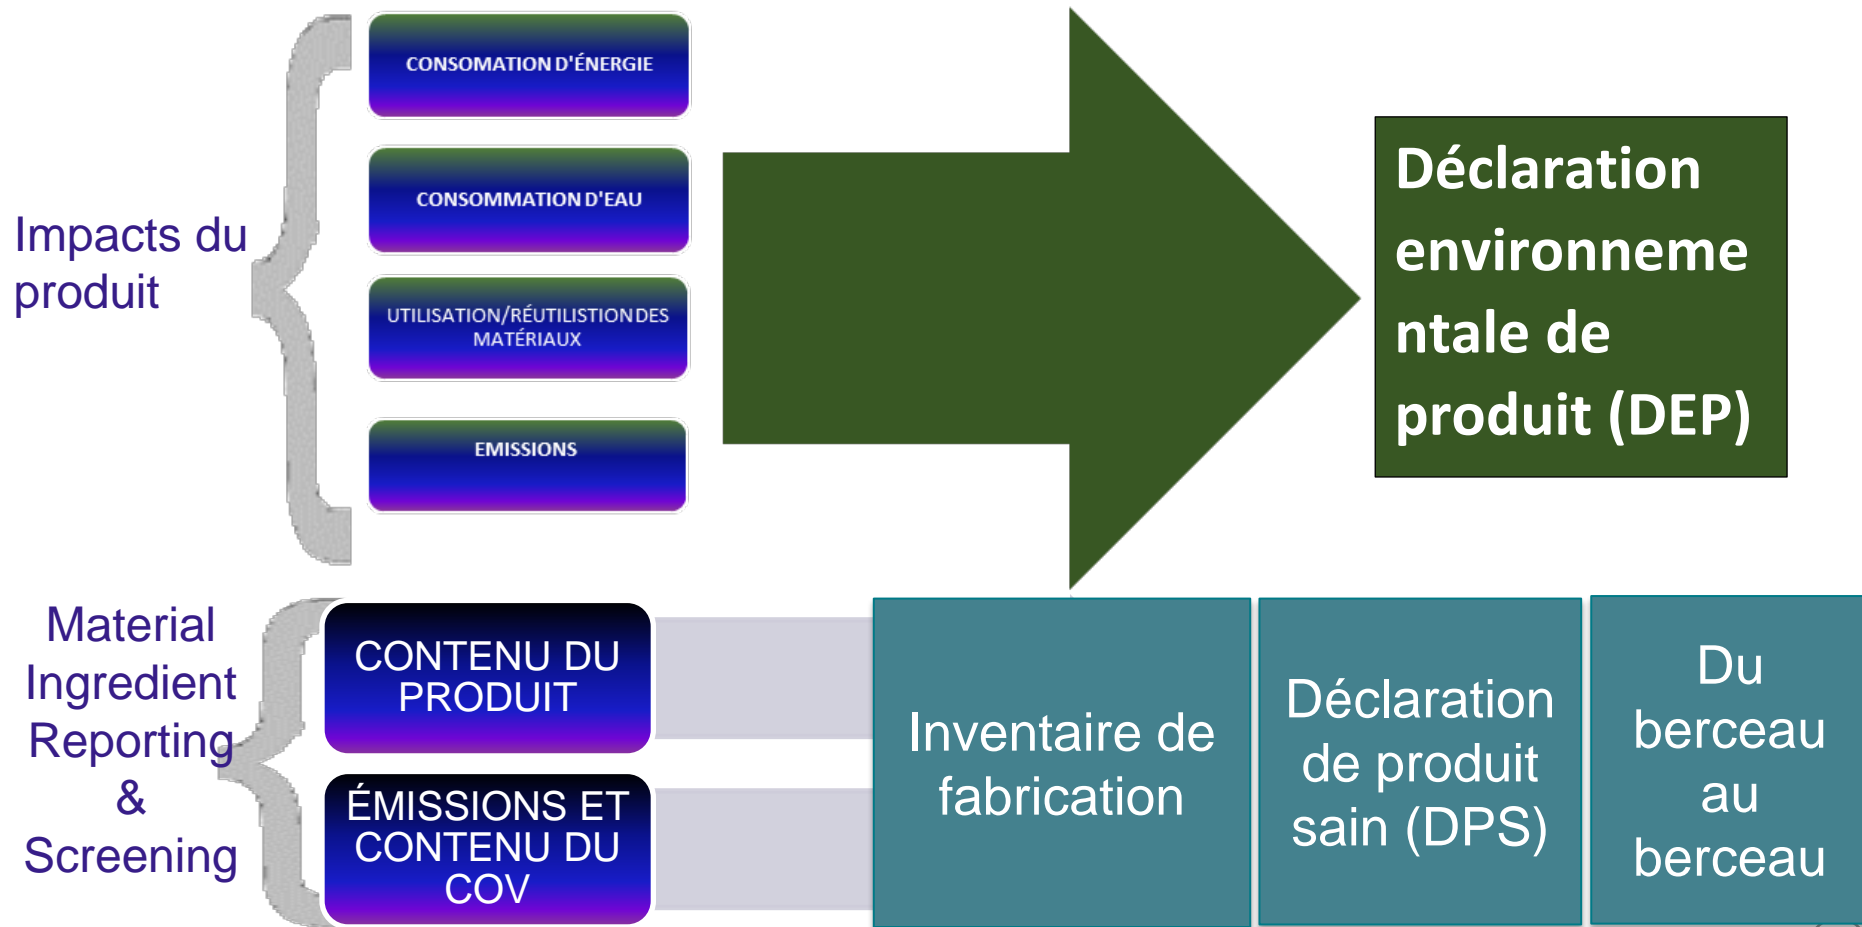 Impacts du
produit
CONSOMATION D'ÉNERGIE
CONSOMMATION D'EAU
UTILISATION/RÉUTILISTION DES
MATÉRIAUX
EMISSIONS
Déclaration
environneme
ntale de
produit (DEP)
Material
Ingredient
Reporting
&
Screening
CONTENU DU
PRODUIT
ÉMISSIONS ET
CONTENU DU
COV
Inventaire de
fabrication
Déclaration
de produit
sain (DPS)
Du
berceau
au
berceau